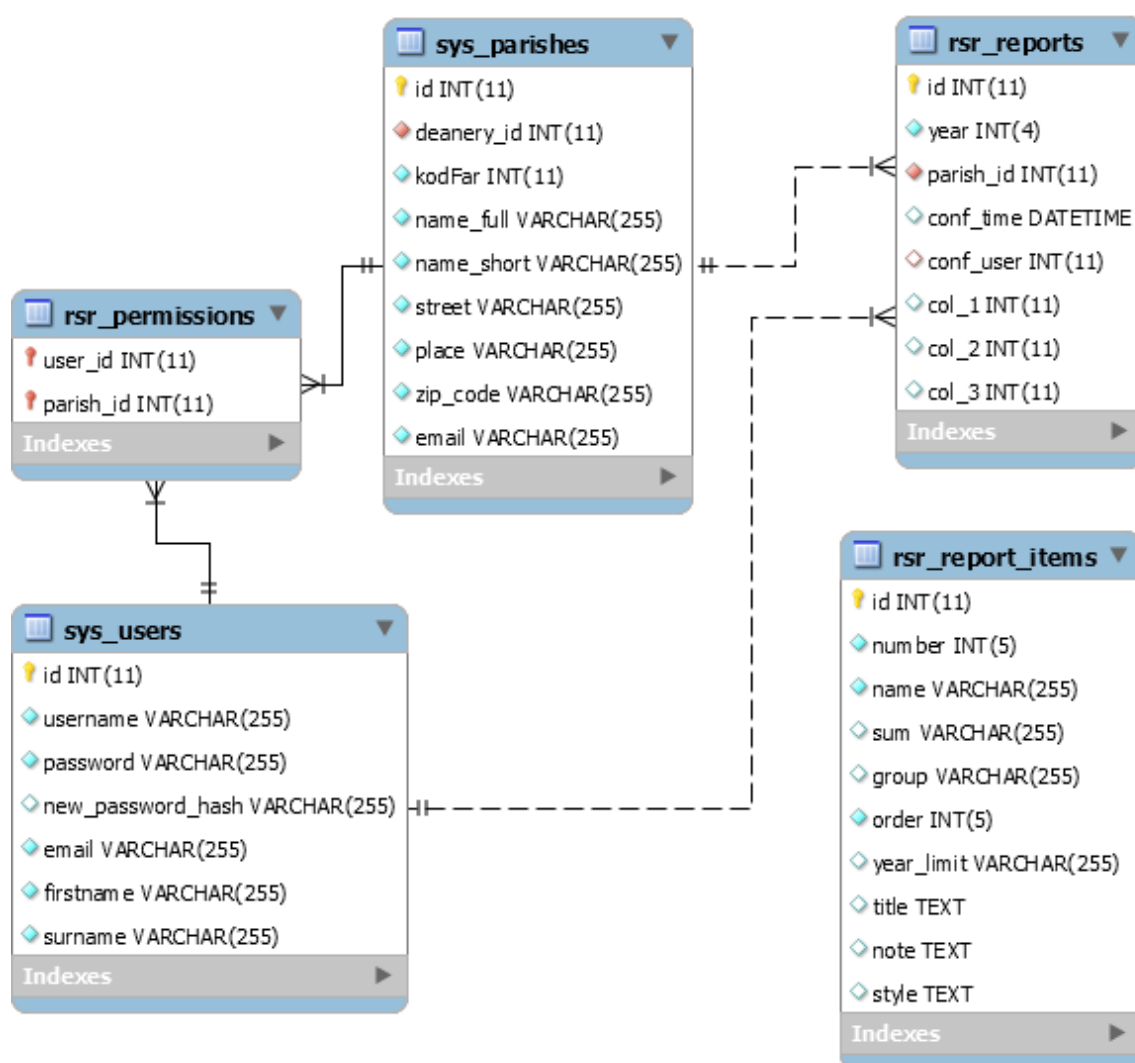 sys_parishes
id INT(11)
deanery_id INT(11)
kodFar INT(11)
name_full VARCHAR(255)
name_short VARCHAR(255)
street VARCHAR(255)
place VARCHAR(255)
zip_code VARCHAR(255)
email VARCHAR(255)
Indexes
rsr_reports
id INT(11)
year INT(4)
parish_id INT(11)
conf_time DATETIME
conf_user INT(11)
col_1 INT(11)
col_2 INT(11)
col_3 INT(11)
Indexes
rsr_permissions
user_id INT(11)
parish_id INT(11)
Indexes
sys_users
id INT(11)
username VARCHAR(255)
password VARCHAR(255)
new_password_hash VARCHAR(255)
email VARCHAR(255)
firstname VARCHAR(255)
surname VARCHAR(255)
Indexes
rsr_report_items
id INT(11)
number INT(5)
name VARCHAR(255)
sum VARCHAR(255)
group VARCHAR(255)
order INT(5)
year_limit VARCHAR(255)
title TEXT
note TEXT
style TEXT
Indexes